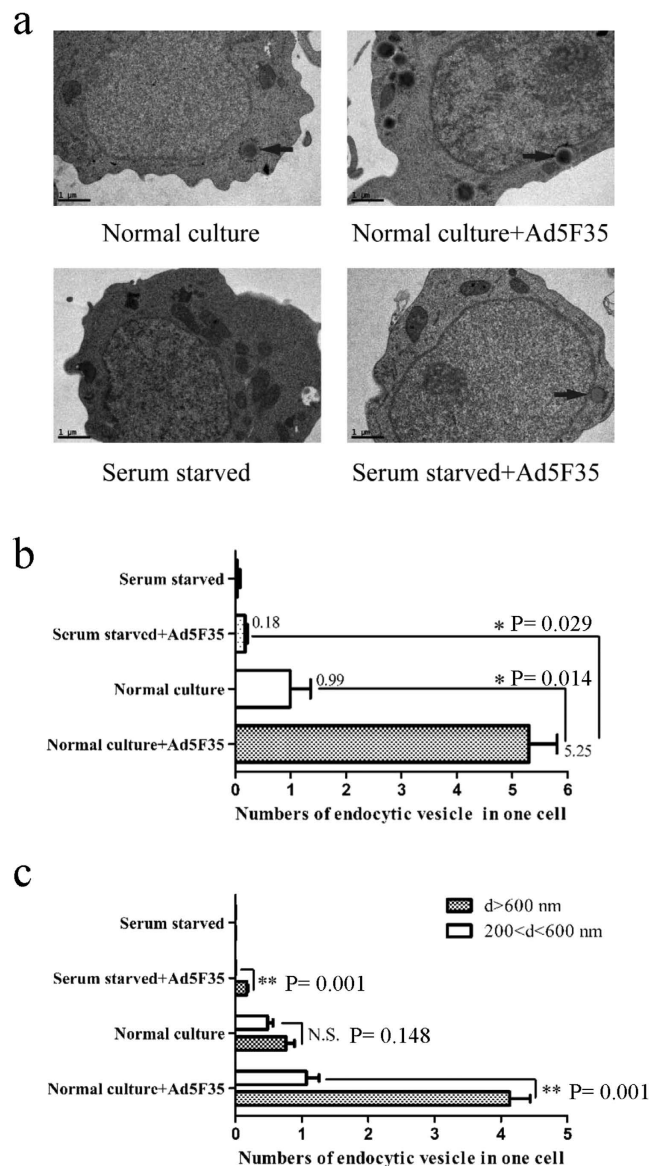 a
1 µm
1 µm
Normal culture
Normal culture+Ad5F35
1 µm
1 µm
Serum starved
Serum starved+Ad5F35
b
Serum starved
Serum starved+Ad5F35
0.18
* P= 0.029
Normal culture
0.99
* P= 0.014
Normal culture+Ad5F35
5.25
0 1 2 3 4 5 6
Numbers of endocytic vesicle in one cell
c
d>600 nm
200<d<600 nm
Serum starved
Serum starved+Ad5F35
** P= 0.001
Normal culture
N.S. P= 0.148
Normal culture+Ad5F35
** P= 0.001
0 1 2 3 4 5
Numbers of endocytic vesicle in one cell